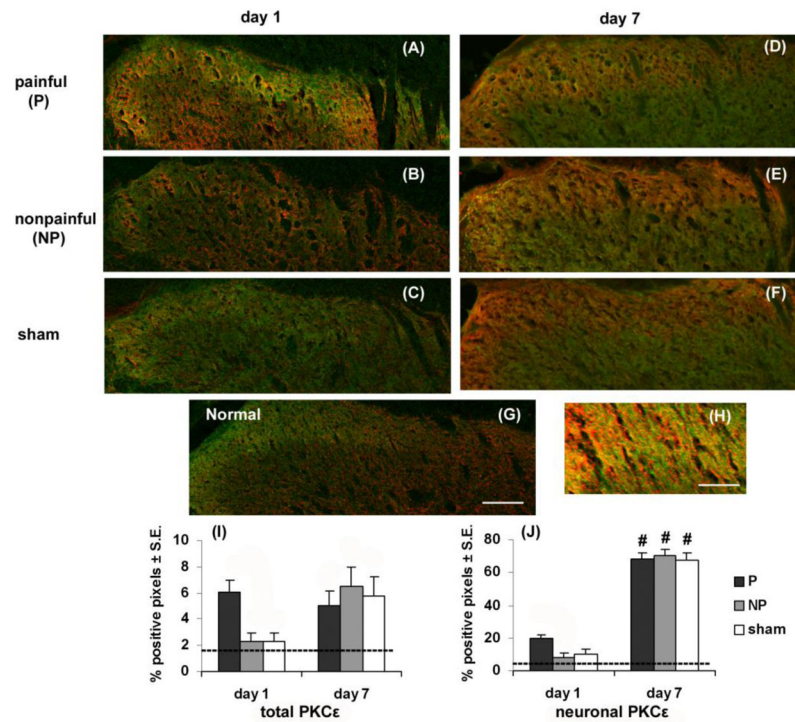 day 1
day 7
painful
(P)
(A)
(D)
nonpainful
(NP)
(B)
(E)
sham
(C)
(F)
Normal
(G)
(H)
(I)
% positive pixels ± S.E.
8
6
4
2
0
day 1
day 7
total PKCε
(J)
% positive pixels ± S.E.
80
60
40
20
0
# # #
day 1
day 7
neuronal PKCε
P
NP
sham